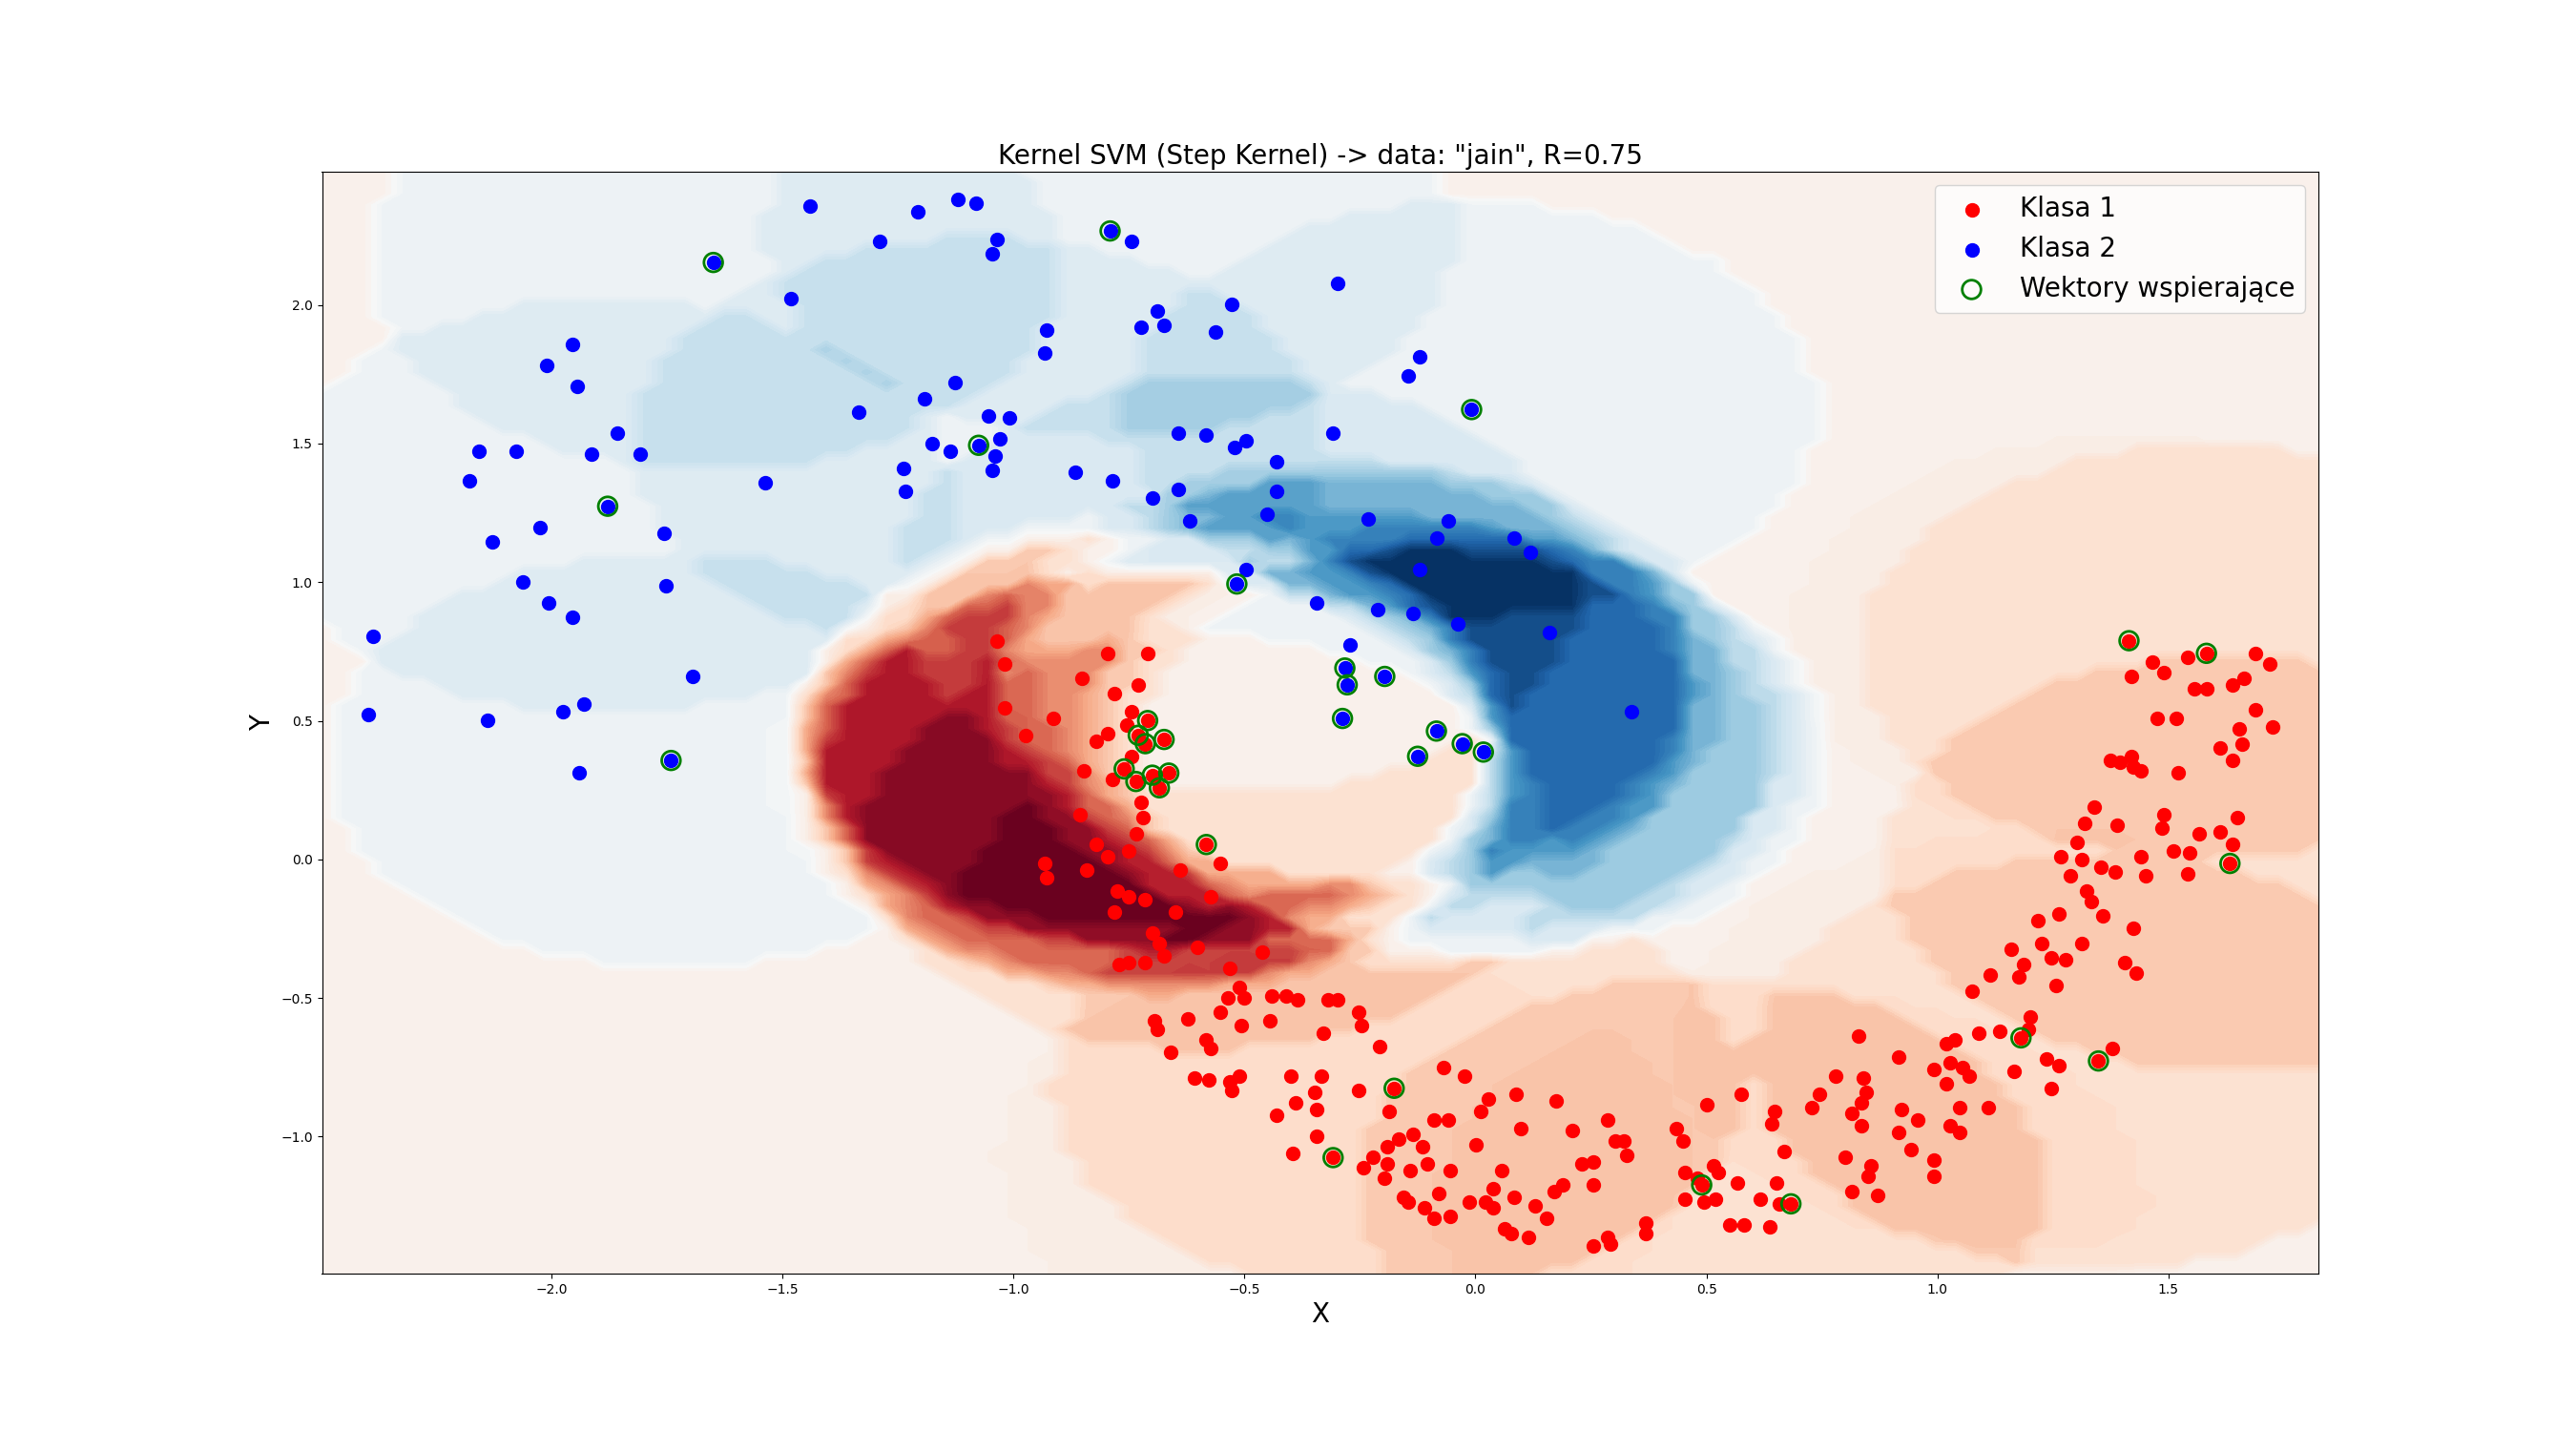 Kernel SVM (Step Kernel) -> data: "jain", R=0.75
Klasa 1
Klasa 2
Wektory wspierające
2.0
1.5
1.0
0.5
0.0
−0.5
−1.0
Y
−2.0 −1.5 −1.0 −0.5 0.0 0.5 1.0 1.5
X